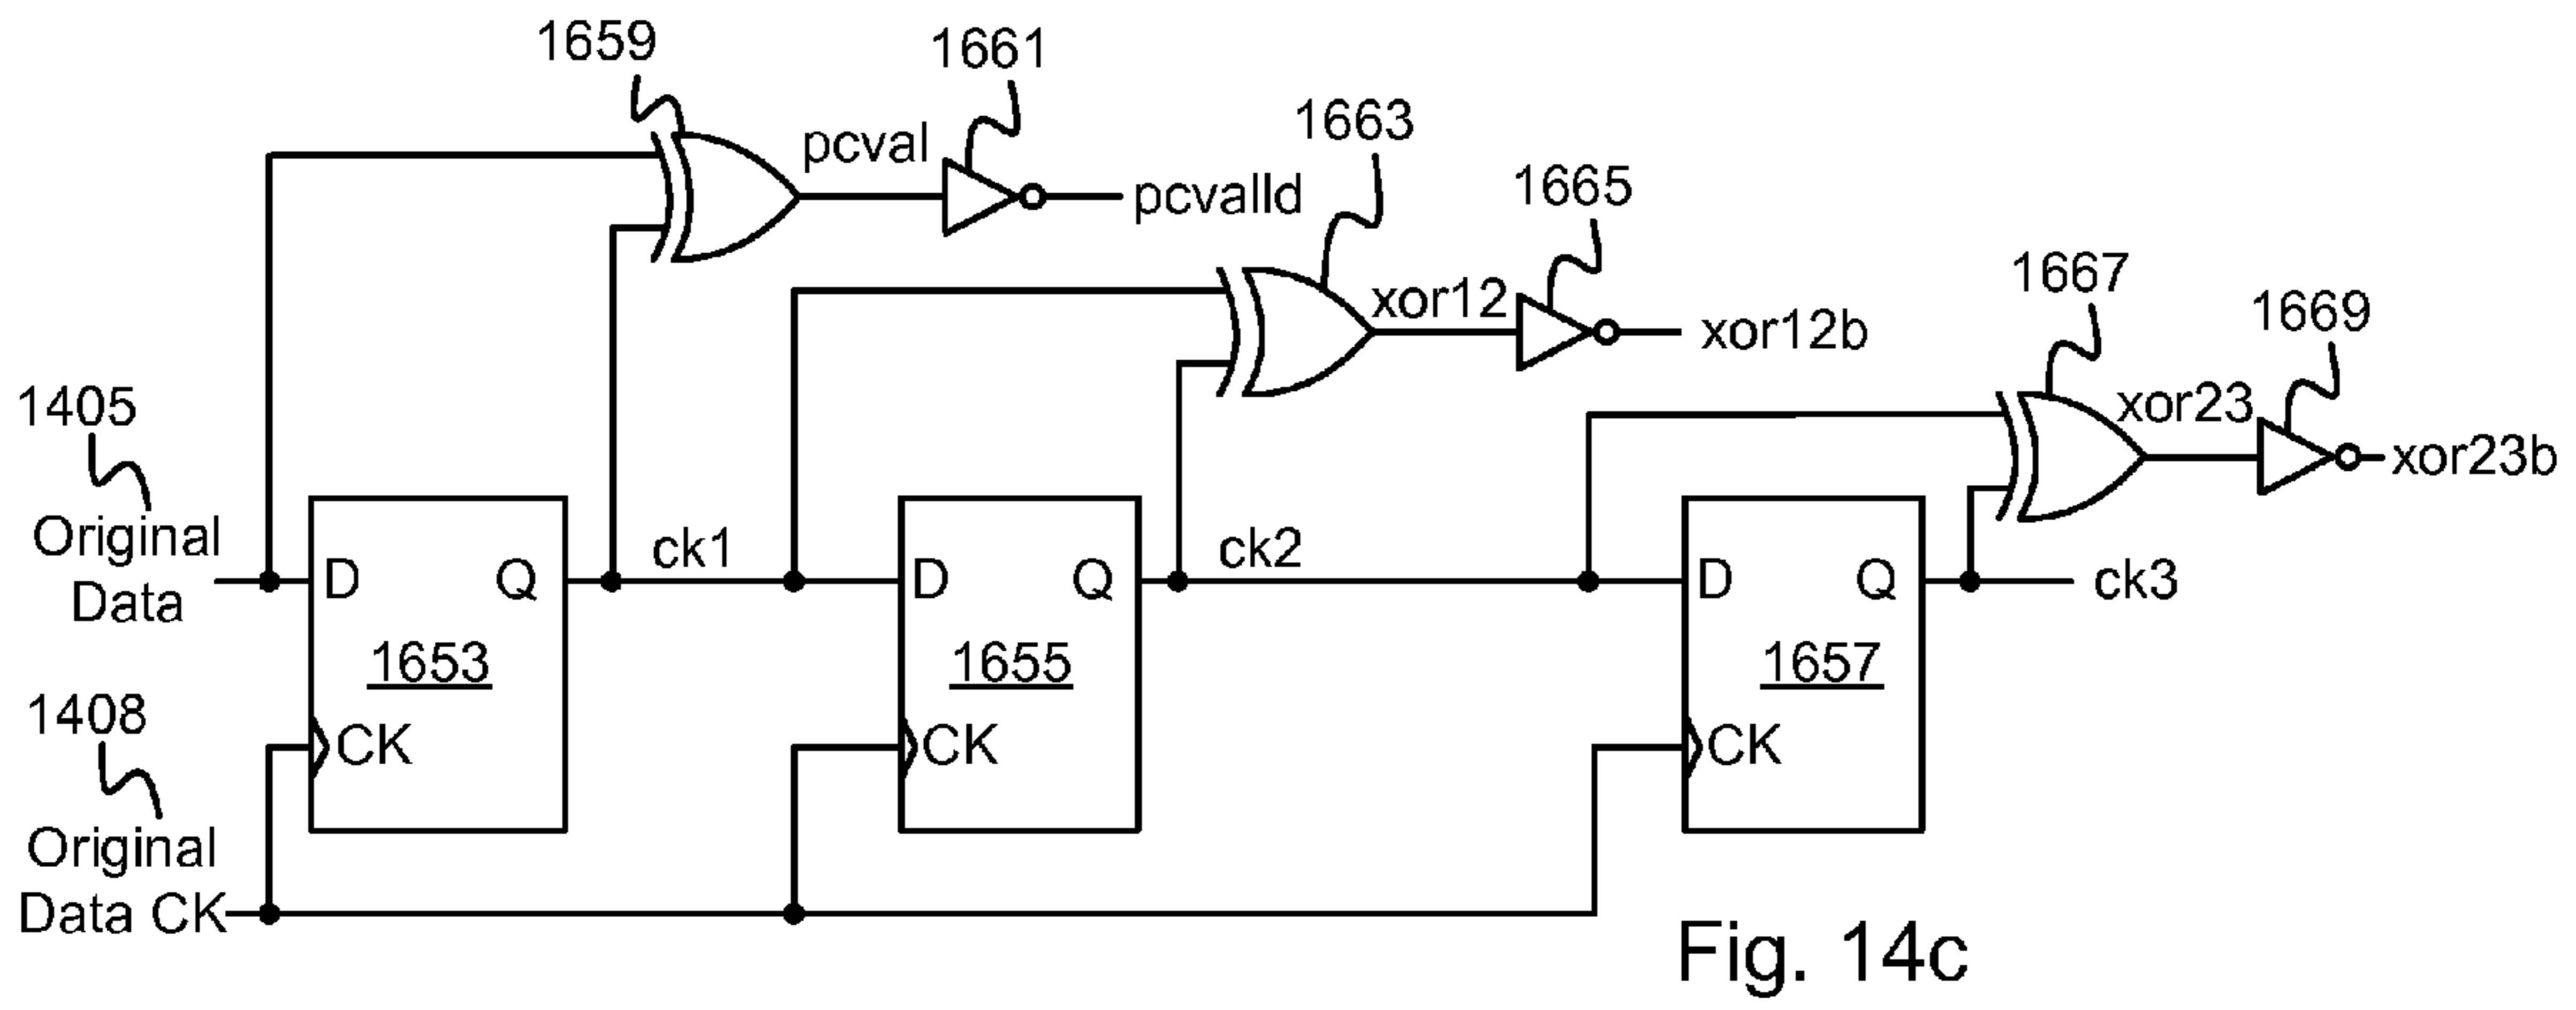 1659
1661
pcval
pcvalld
1663
1665
xor12
xor12b
1667
1669
xor23
xor23b
1405
Original
Data
D
Q
1653
CK
ck1
D
Q
1655
CK
ck2
D
Q
1657
CK
ck3
1408
Original
Data CK
Fig. 14c